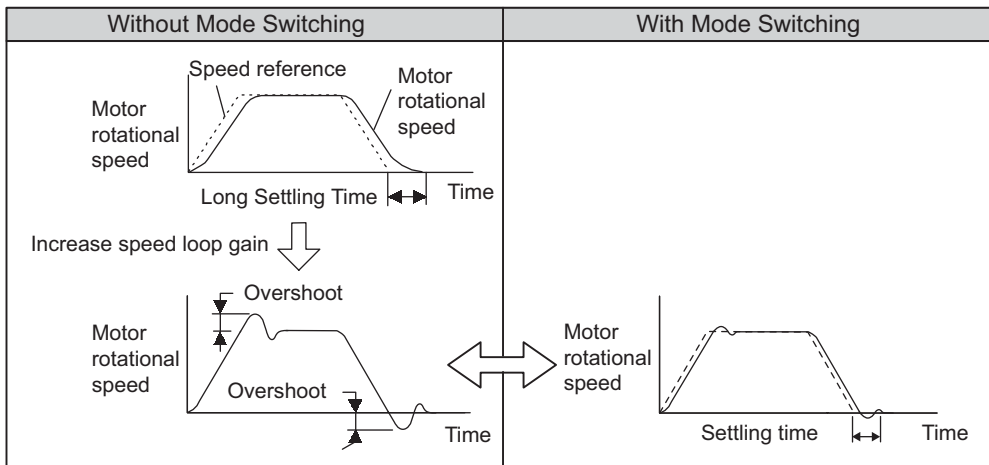 Without Mode Switching
With Mode Switching
Speed reference
Motor
rotational
speed
Motor
rotational
speed
Long Settling Time
Time
Increase speed loop gain
Overshoot
Motor
rotational
speed
Overshoot
Time
Motor
rotational
speed
Settling time
Time